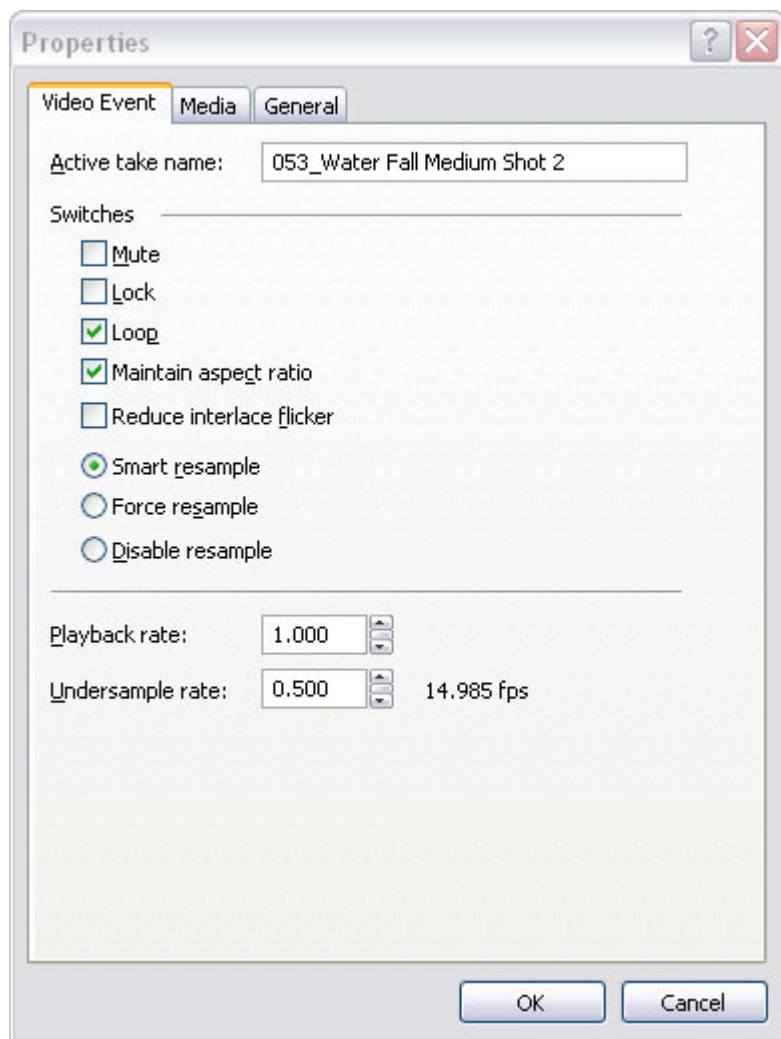 Properties
Video Event Media General
Active take name: 053_Water Fall Medium Shot 2
Switches
Mute
Lock
Loop
Maintain aspect ratio
Reduce interlace flicker
Smart resample
Force resample
Disable resample
Playback rate: 1.000
Undersample rate: 0.500 14.985 fps
OK Cancel